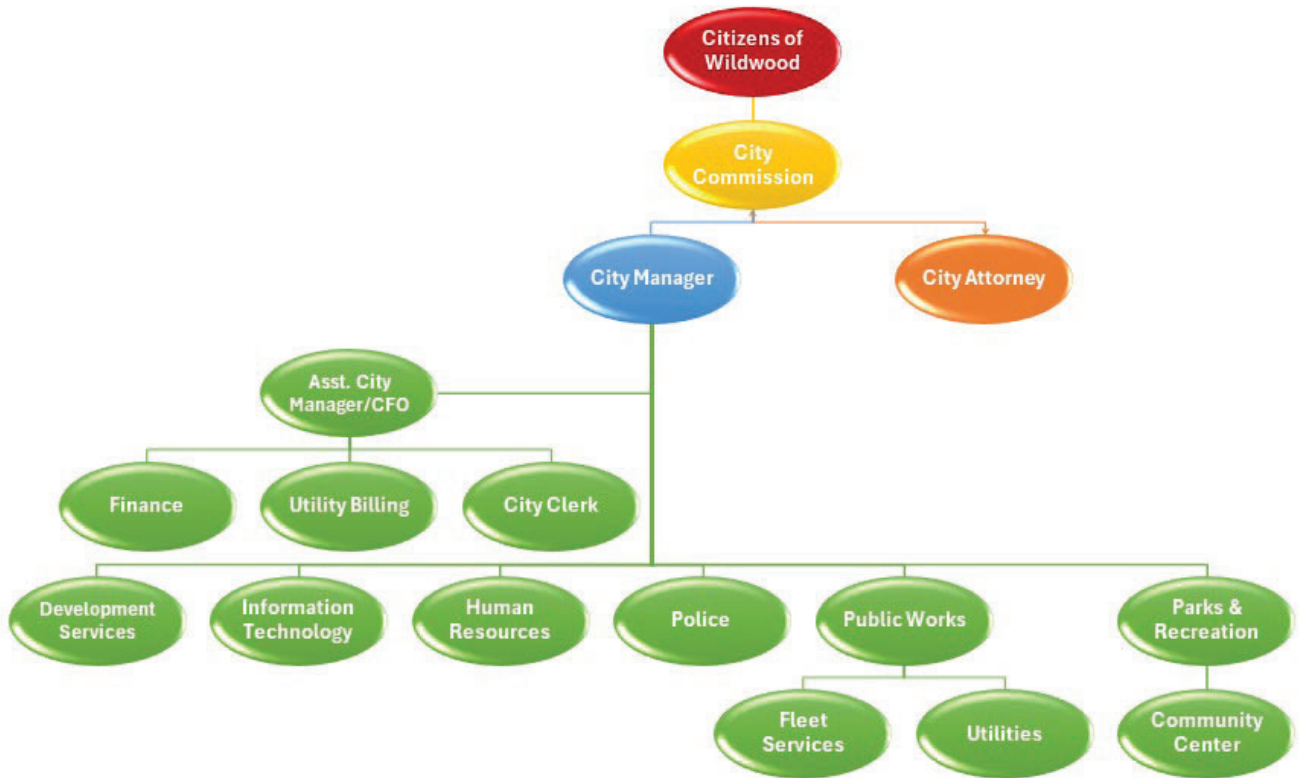 Citizens of
Wildwood
City
Commission
City Manager
City Attorney
Asst. City
Manager/CFO
Finance
Utility Billing
City Clerk
Development
Services
Information
Technology
Human
Resources
Police
Public Works
Parks &
Recreation
Fleet
Services
Utilities
Community
Center